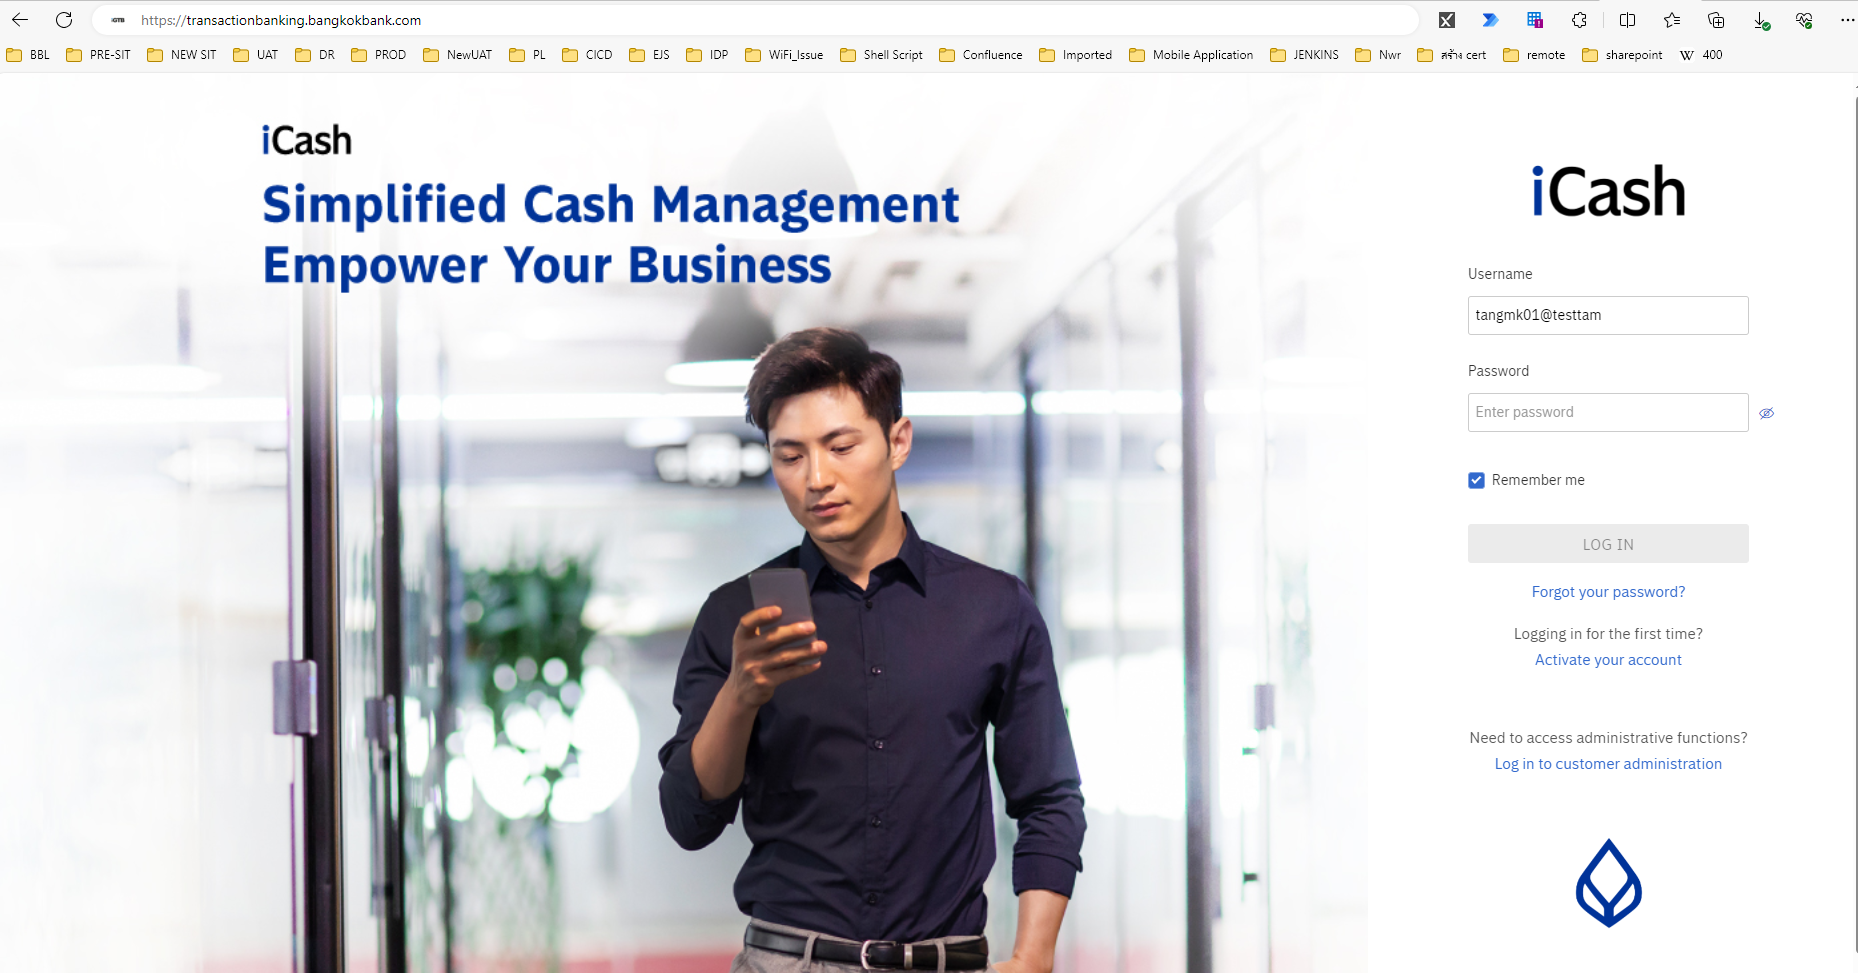 iGTB https://transactionbanking.bangkokbank.com
BBL PRE-SIT NEW SIT UAT DR PROD NewUAT PL CICD EJS IDP WiFi_Issue Shell Script Confluence Imported Mobile Application JENKINS Nwr สร้าง cert remote sharepoint W 400
iCash
Simplified Cash Management
Empower Your Business
iCash
Username
tangmk01@testtam
Password
Enter password
Remember me
LOG IN
Forgot your password?
Logging in for the first time?
Activate your account
Need to access administrative functions?
Log in to customer administration